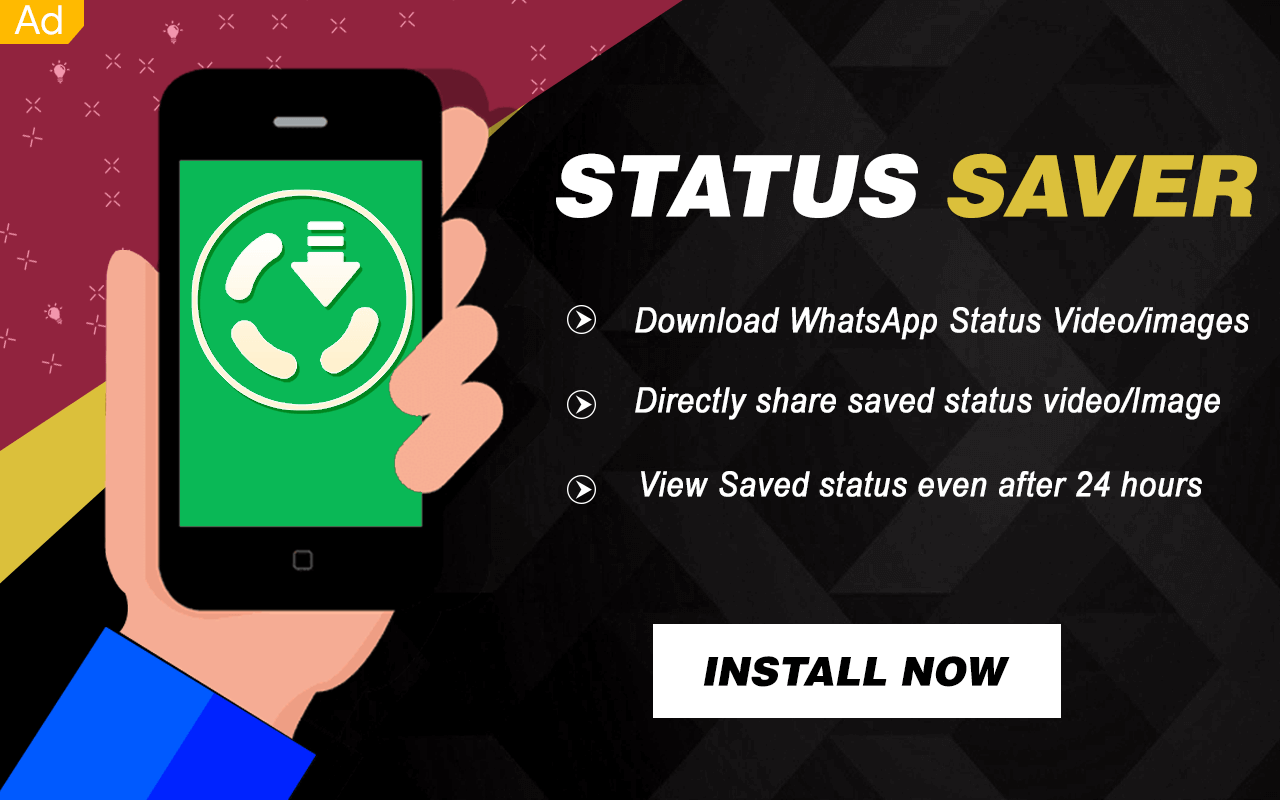 Ad
STATUS SAVER
Download WhatsApp Status Video/images
Directly share saved status video/Image
View Saved status even after 24 hours
INSTALL NOW